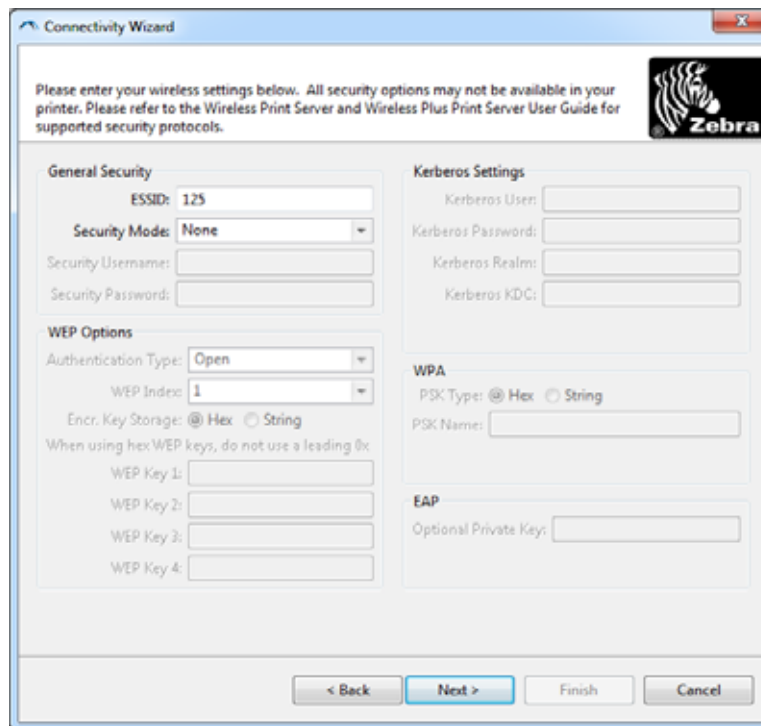 Connectivity Wizard
Please enter your wireless settings below. All security options may not be available in your
printer. Please refer to the Wireless Print Server and Wireless Plus Print Server User Guide for
supported security protocols.
® Zebra
General Security
ESSID: 125
Security Mode: None
Security Username:
Security Password:
WEP Options
Authentication Type: Open
WEP Index: 1
Encr. Key Storage: Hex String
When using hex WEP keys, do not use a leading 0x
WEP Key 1:
WEP Key 2:
WEP Key 3:
WEP Key 4:
Kerberos Settings
Kerberos User:
Kerberos Password:
Kerberos Realm:
Kerberos KDC:
WPA
PSK Type: Hex String
PSK Name:
EAP
Optional Private Key:
< Back Next > Finish Cancel